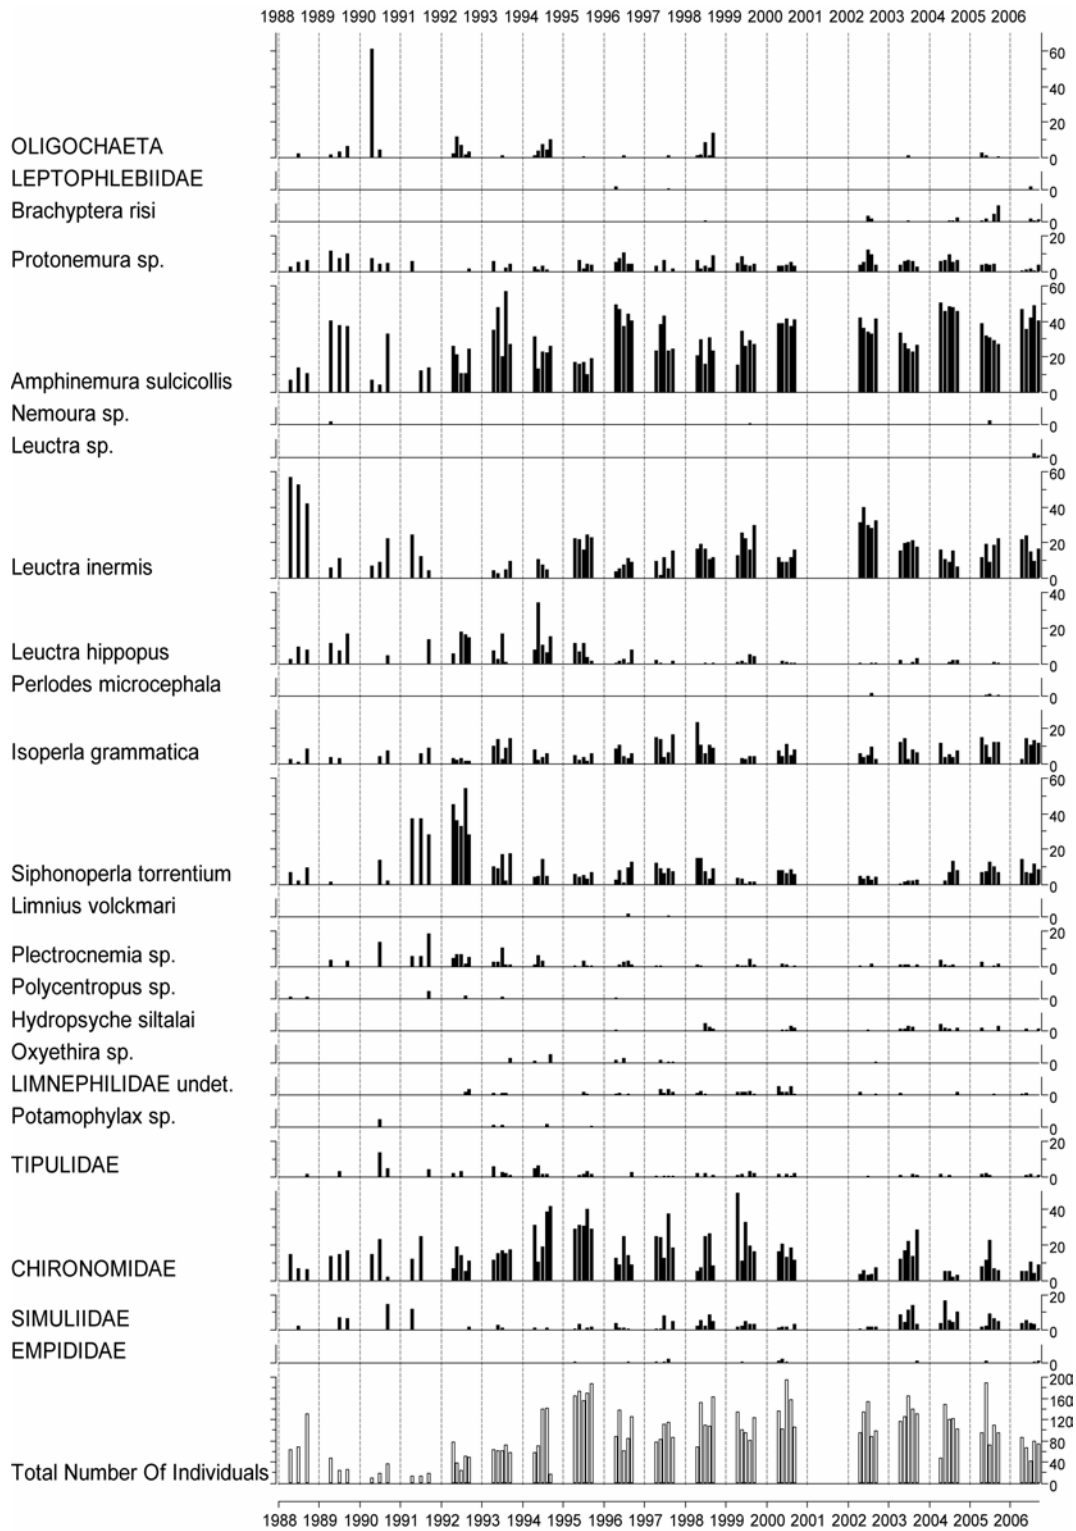 1988 1989 1990 1991 1992 1993 1994 1995 1996 1997 1998 1999 2000 2001 2002 2003 2004 2005 2006
60
40
20
OLIGOCHAETA 0
LEPTOPHLEBIIDAE 0
Brachyptera risi 0
20
Protonemura sp. 0
60
40
20
Amphinemura sulcicollis 0
Nemoura sp. 0
Leuctra sp. 0
60
40
20
Leuctra inermis 0
40
20
Leuctra hippopus 0
Perlodes microcephala 0
20
Isoperla grammatica 0
60
40
20
Siphonoperla torrentium 0
Limnius volckmari 0
20
Plectrocnemia sp. 0
Polycentropus sp. 0
Hydropsyche siltalai 0
Oxyethira sp. 0
LIMNEPHILIDAE undet. 0
Potamophylax sp. 0
20
TIPULIDAE 0
40
20
CHIRONOMIDAE 0
20
SIMULIIDAE 0
EMPIDIDAE 0
200
160
120
80
40
Total Number Of Individuals 0
1988 1989 1990 1991 1992 1993 1994 1995 1996 1997 1998 1999 2000 2001 2002 2003 2004 2005 2006